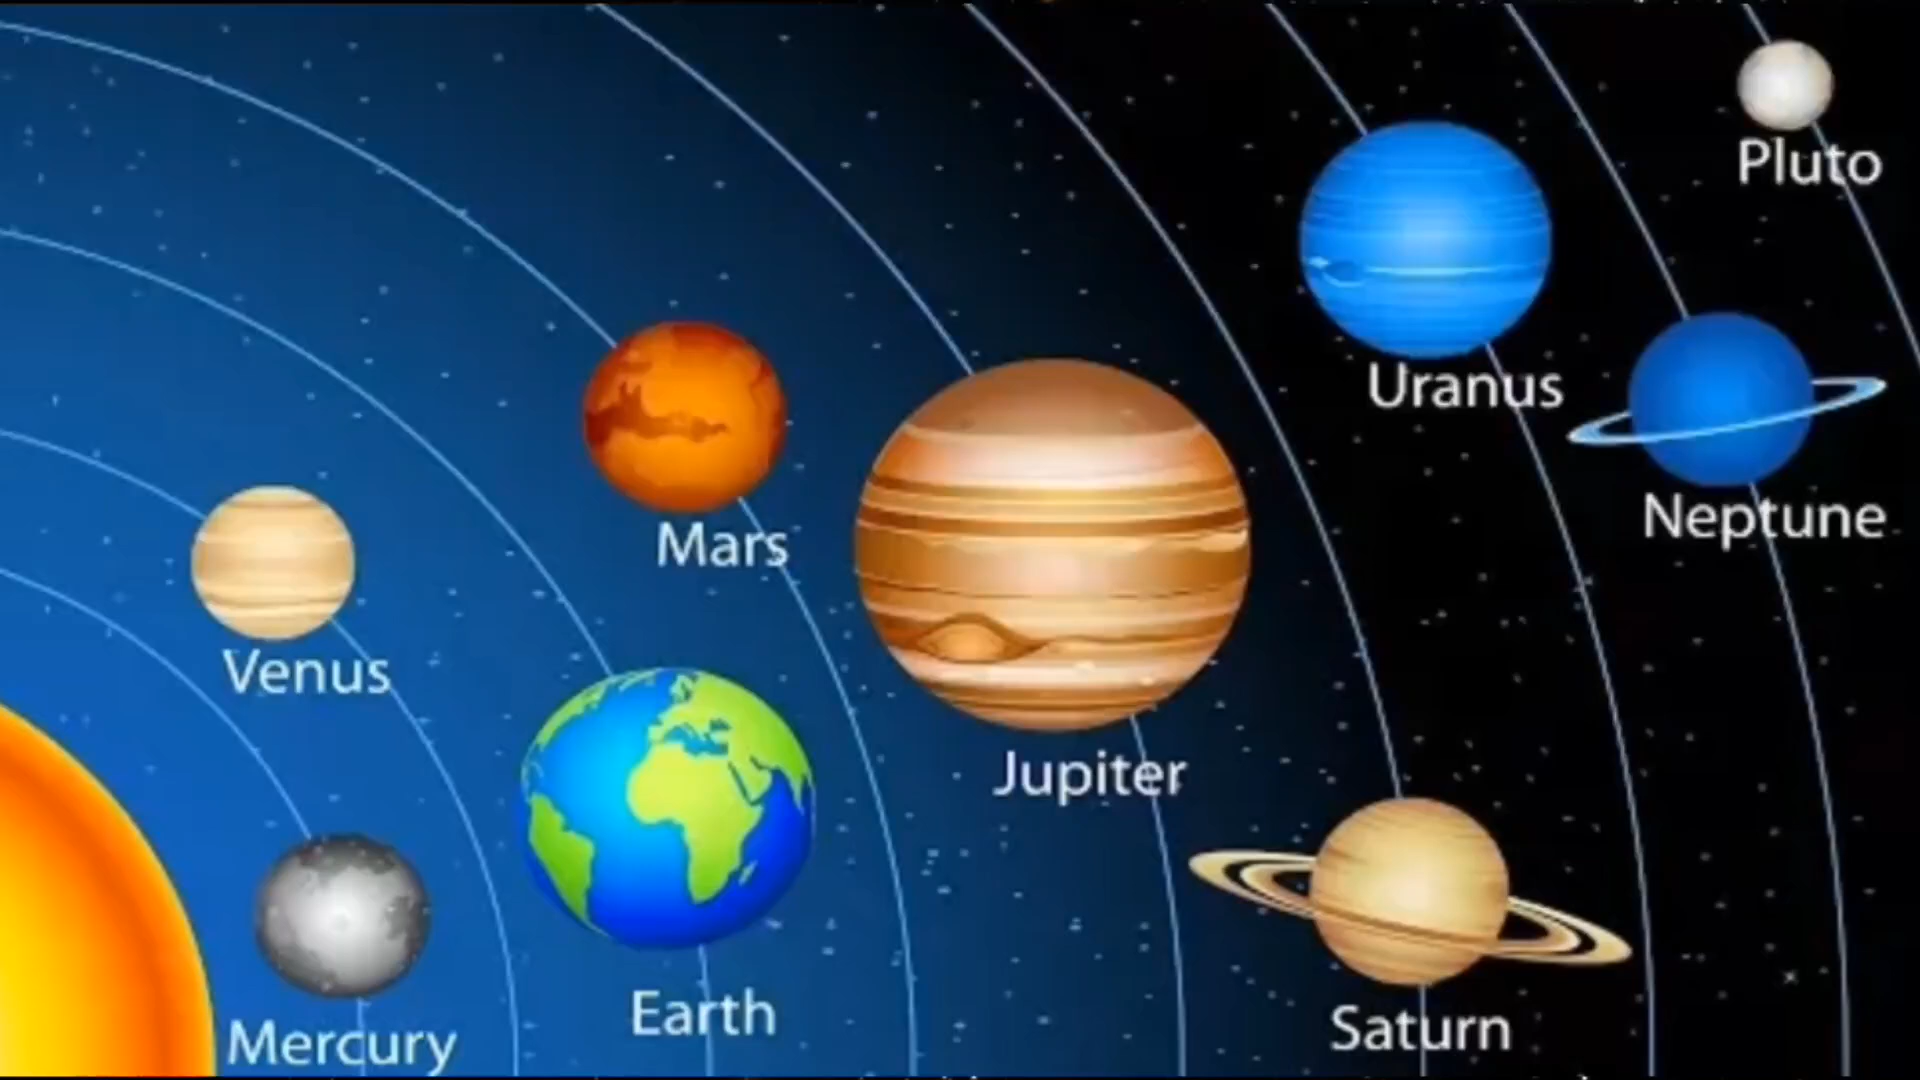 Pluto
Uranus
Neptune
Mars
Venus
Jupiter
Earth
Saturn
Mercury